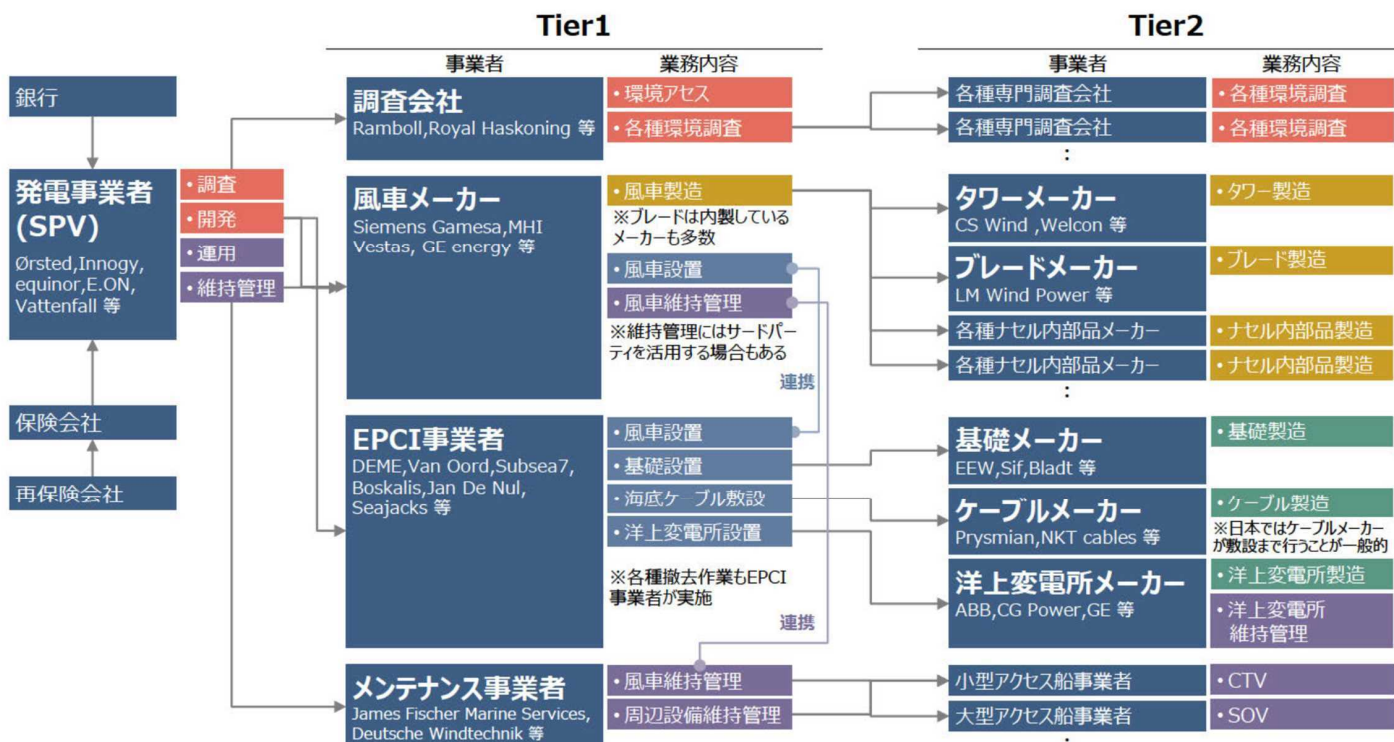 Tier1
Tier2
事業者
業務内容
事業者
業務内容
銀行
発電事業者
(SPV)
Ørsted,Innogy,
equinor,E.ON,
Vattenfall 等
・調査
・開発
・運用
・維持管理
保険会社
再保険会社
調査会社
Ramboll,Royal Haskoning 等
・環境アセス
・各種環境調査
各種専門調査会社
・各種環境調査
各種専門調査会社
・各種環境調査
:
風車メーカー
Siemens Gamesa,MHI
Vestas, GE energy 等
・風車製造
※ブレードは内製している
メーカーも多数
・風車設置
・風車維持管理
※維持管理にはサードパー
ティを活用する場合もある
連携
タワーメーカー
CS Wind ,Welcon 等
・タワー製造
ブレードメーカー
LM Wind Power 等
・ブレード製造
各種ナセル内部品メーカー
・ナセル内部品製造
各種ナセル内部品メーカー
・ナセル内部品製造
:
EPCI事業者
DEME,Van Oord,Subsea7,
Boskalis,Jan De Nul,
Seajacks 等
・風車設置
・基礎設置
・海底ケーブル敷設
・洋上変電所設置
※各種撤去作業もEPCI
事業者が実施
連携
基礎メーカー
EEW,Sif,Bladt 等
・基礎製造
ケーブルメーカー
Prysmian,NKT cables 等
・ケーブル製造
※日本ではケーブルメーカー
が敷設まで行うことが一般的
洋上変電所メーカー
ABB,CG Power,GE 等
・洋上変電所製造
・洋上変電所
維持管理
メンテナンス事業者
James Fischer Marine Services,
Deutsche Windtechnik 等
・風車維持管理
・周辺設備維持管理
小型アクセス船事業者
・CTV
大型アクセス船事業者
・SOV
: